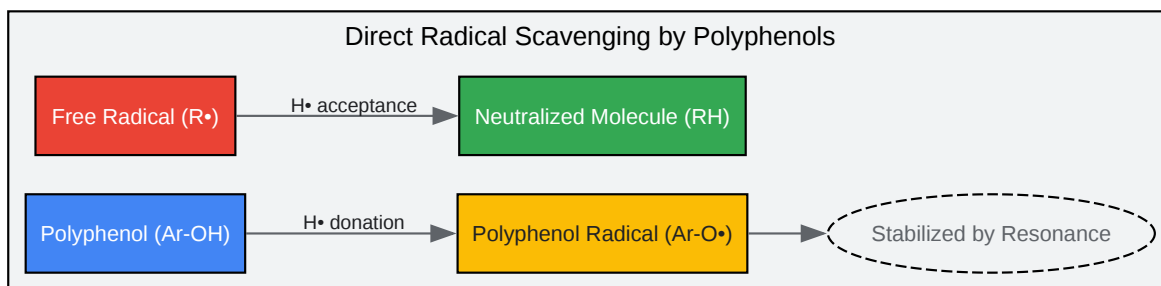 Direct Radical Scavenging by Polyphenols
Free Radical (R•)
H• acceptance
Neutralized Molecule (RH)
Polyphenol (Ar-OH)
H• donation
Polyphenol Radical (Ar-O•)
Stabilized by Resonance